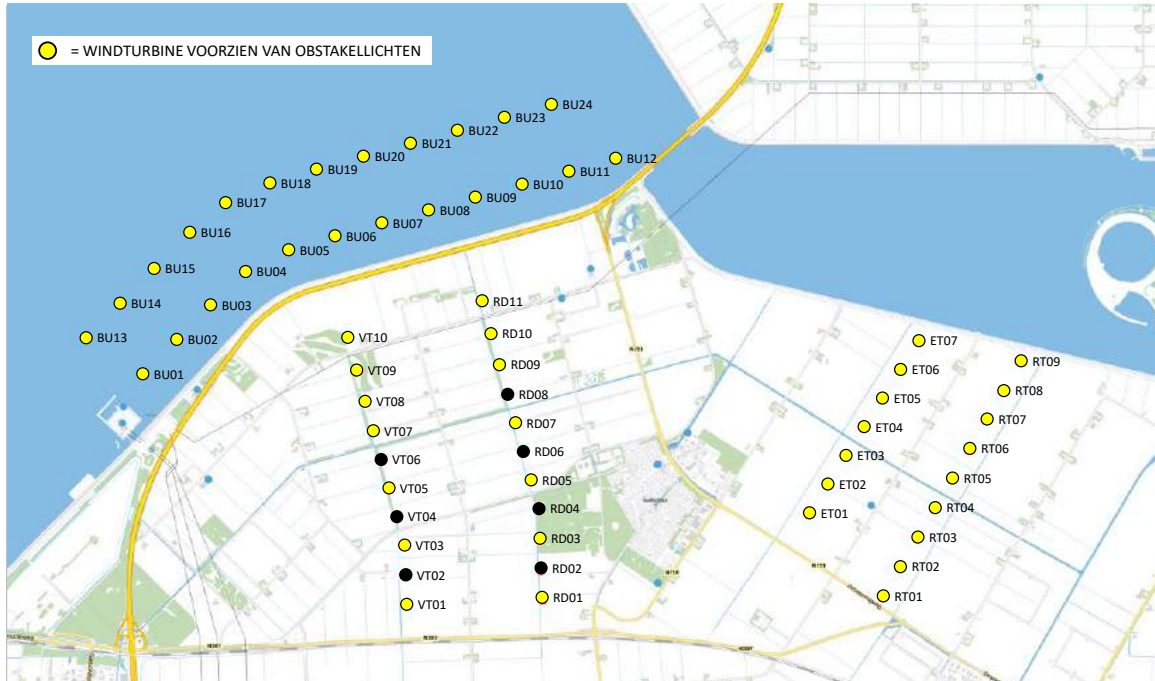 = WINDTURBINE VOORZIEN VAN OBSTAKELLICHTEN
BU24
BU23
BU22
BU21
BU20
BU19
BU18
BU17
BU16
BU15
BU14
BU13
BU12
BU11
BU10
BU09
BU08
BU07
BU06
BU05
BU04
BU03
BU02
BU01
VT10
VT09
VT08
VT07
VT06
VT05
VT04
VT03
VT02
VT01
RD11
RD10
RD09
RD08
RD07
RD06
RD05
RD04
RD03
RD02
RD01
ET07
ET06
ET05
ET04
ET03
ET02
ET01
RT09
RT08
RT07
RT06
RT05
RT04
RT03
RT02
RT01
N307